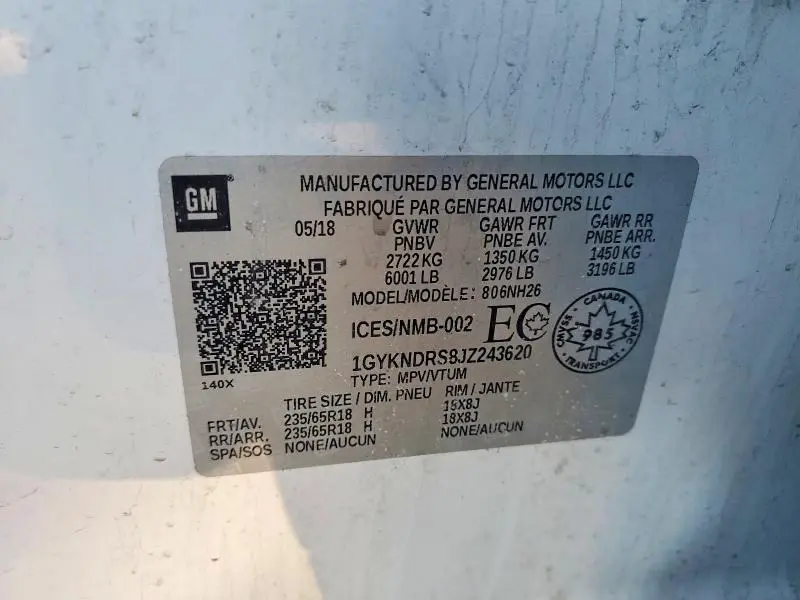 GM®
MANUFACTURED BY GENERAL MOTORS LLC
FABRIQUÉ PAR GENERAL MOTORS LLC
05/18 GVWR GAWR FRT GAWR RR
PNBV PNBE AV. PNBE ARR.
2722 KG 1350 KG 1450 KG
6001 LB 2976 LB 3196 LB
MODEL/MODÈLE: 806NH26
ICES/NMB-002 EC
CANADA
CMVSS 985 NSVAC
TRANSPORT
1GYKNDRS8JZ243620
TYPE: MPV/VTUM
140X
TIRE SIZE / DIM. PNEU RIM / JANTE
FRT/AV. 235/65R18 H 18X8J
RR/ARR. 235/65R18 H 18X8J
SPA/SOS NONE/AUCUN NONE/AUCUN